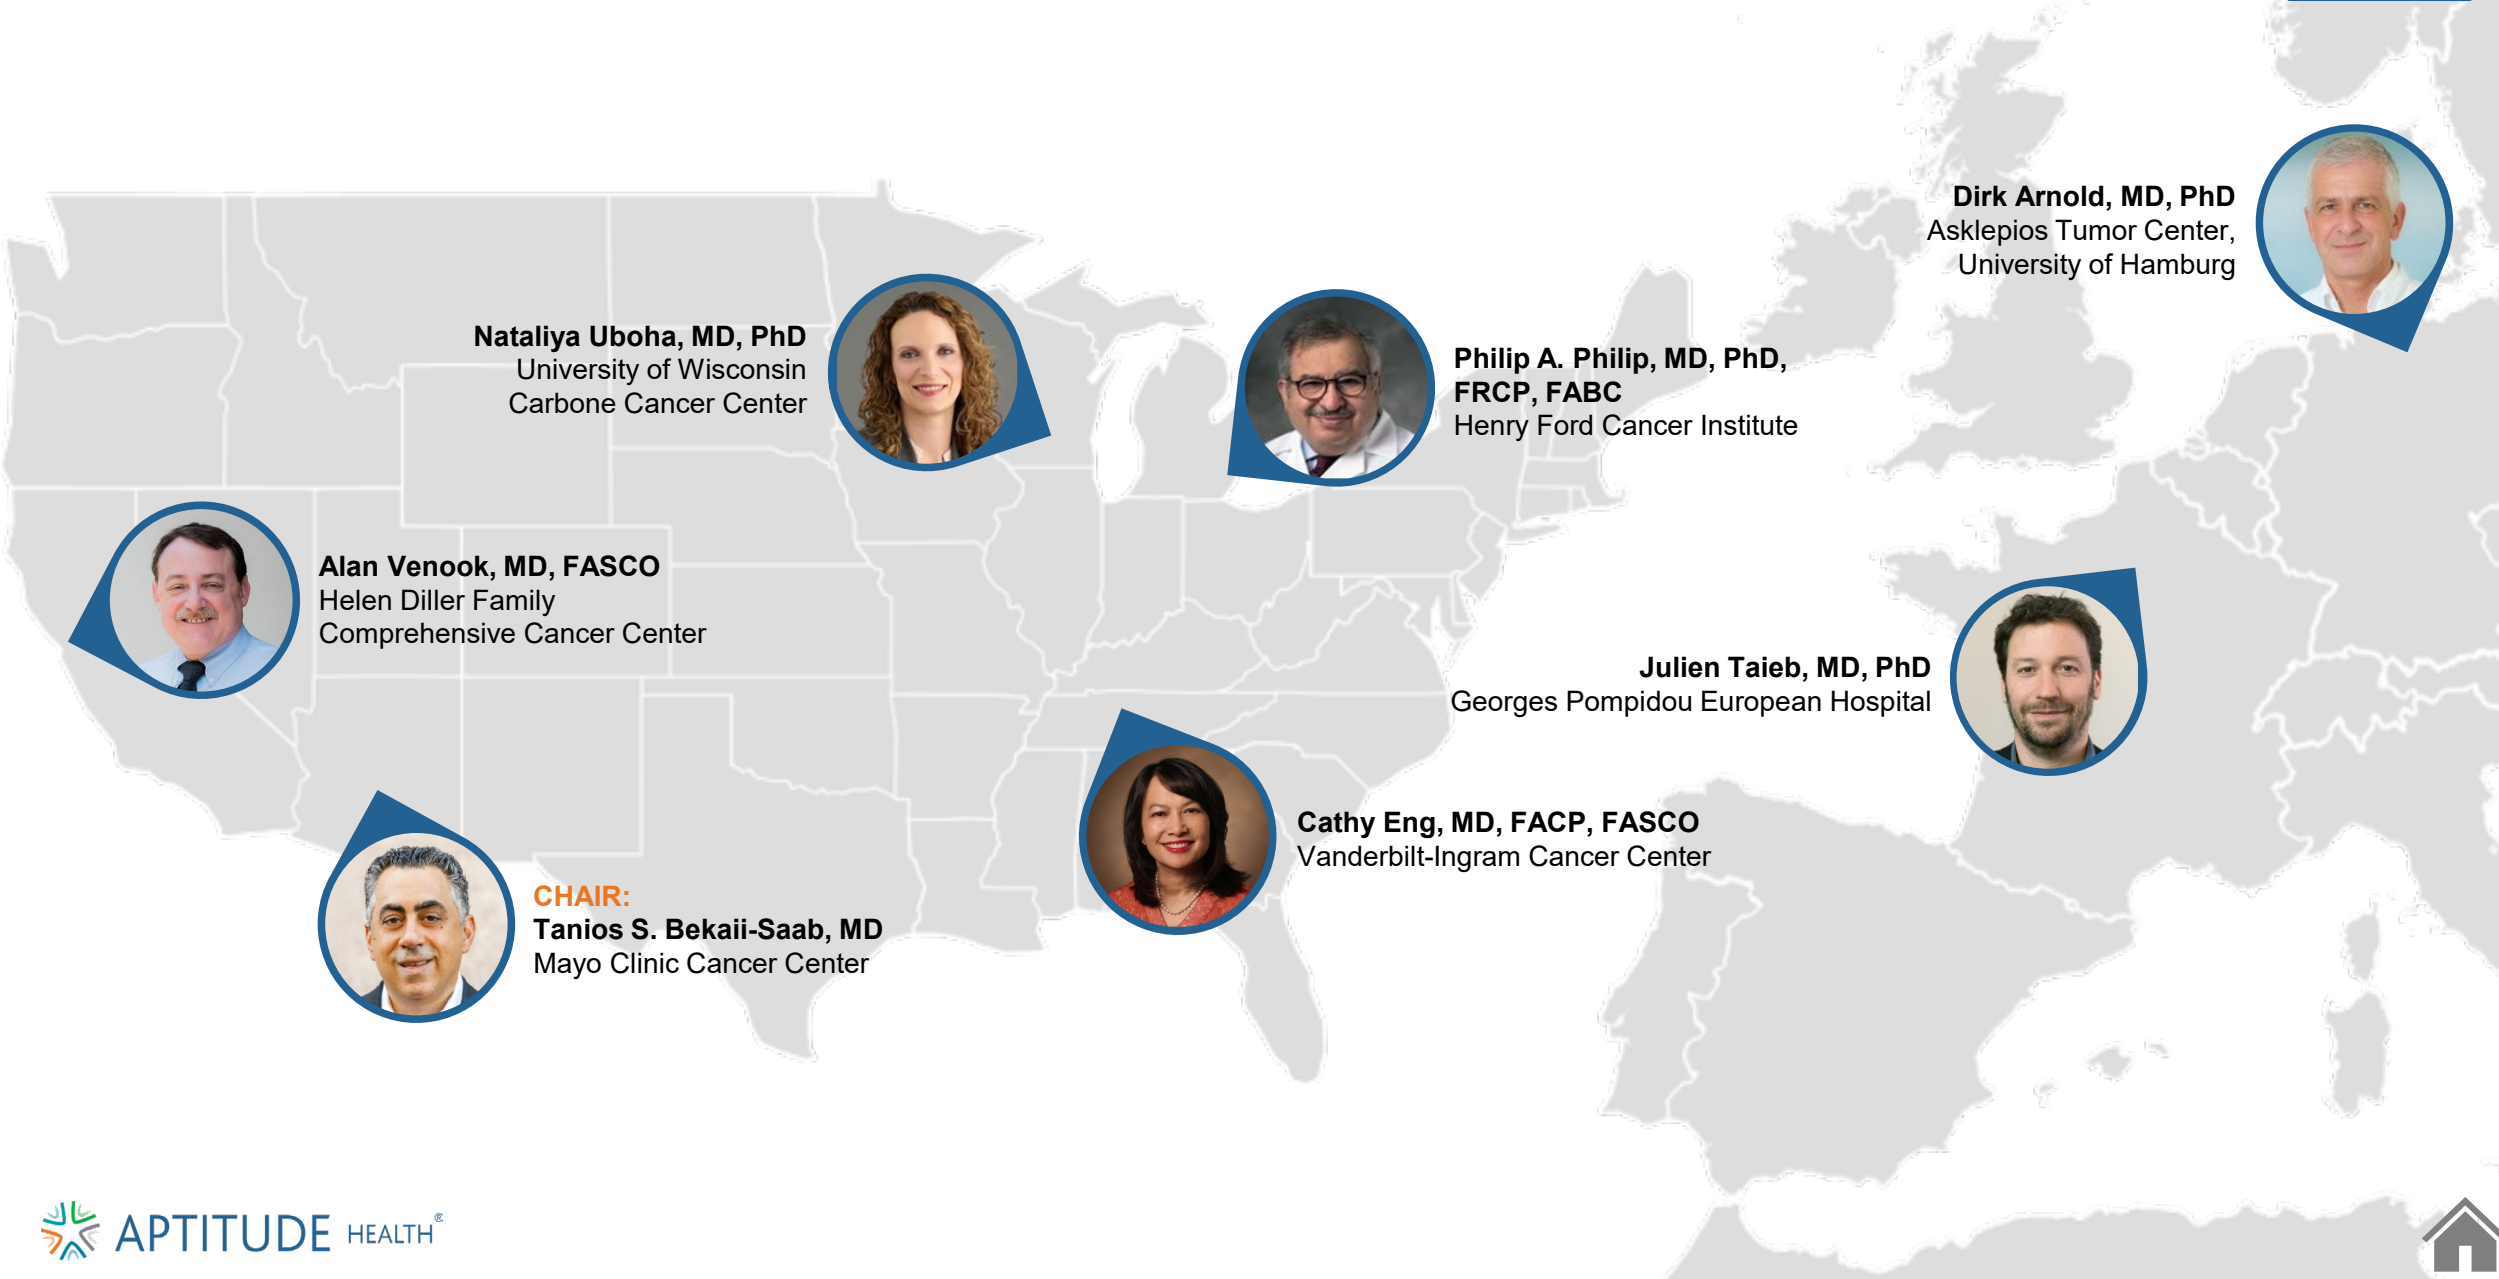 Dirk Arnold, MD, PhD
Asklepios Tumor Center,
University of Hamburg
Nataliya Uboha, MD, PhD
University of Wisconsin
Carbone Cancer Center
Philip A. Philip, MD, PhD,
FRCP, FABC
Henry Ford Cancer Institute
Alan Venook, MD, FASCO
Helen Diller Family
Comprehensive Cancer Center
Julien Taieb, MD, PhD
Georges Pompidou European Hospital
Cathy Eng, MD, FACP, FASCO
Vanderbilt-Ingram Cancer Center
CHAIR:
Tanios S. Bekaii-Saab, MD
Mayo Clinic Cancer Center
APTITUDE HEALTH®